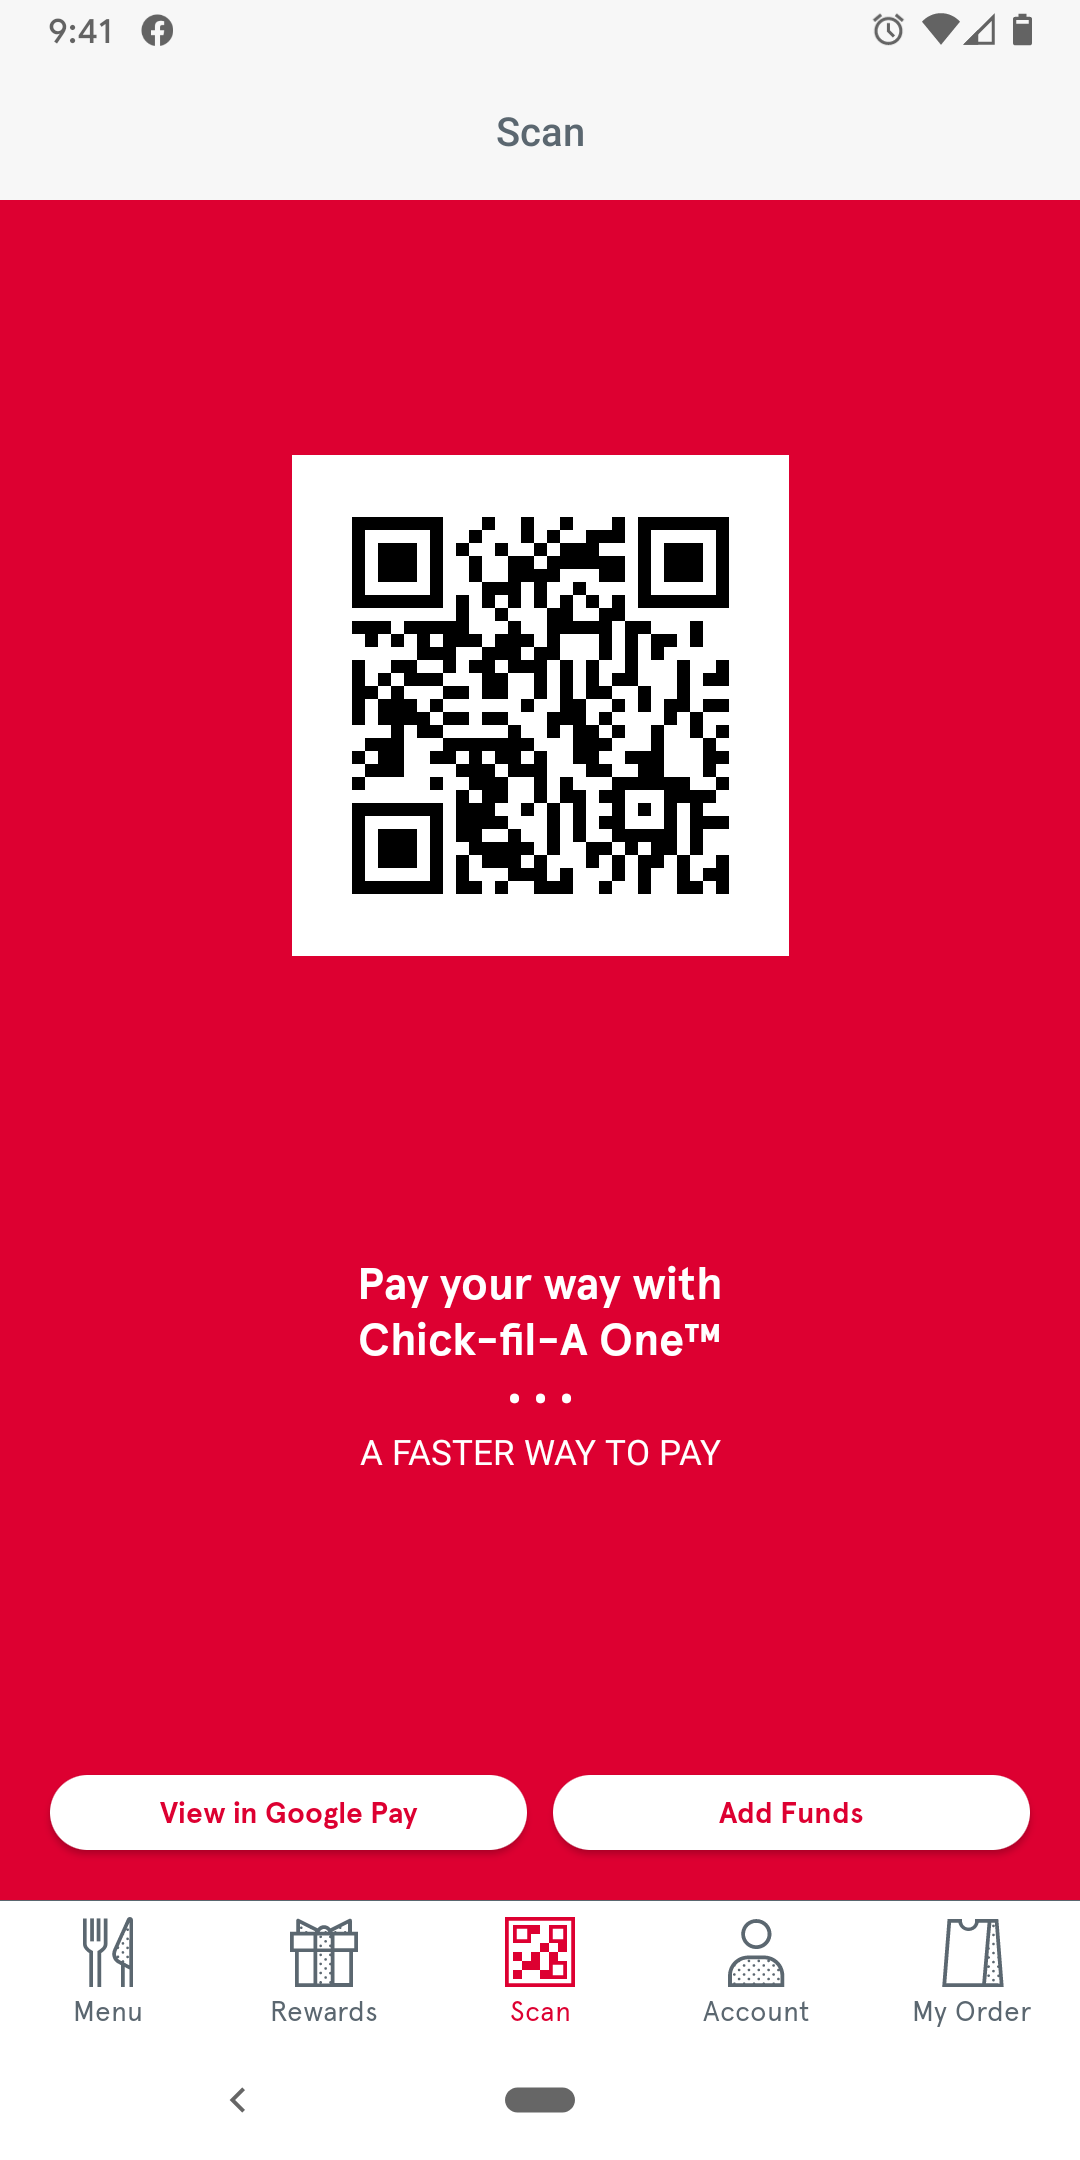 9:41
Scan
Pay your way with
Chick-fil-A One™
A FASTER WAY TO PAY
View in Google Pay
Add Funds
Menu
Rewards
Scan
Account
My Order